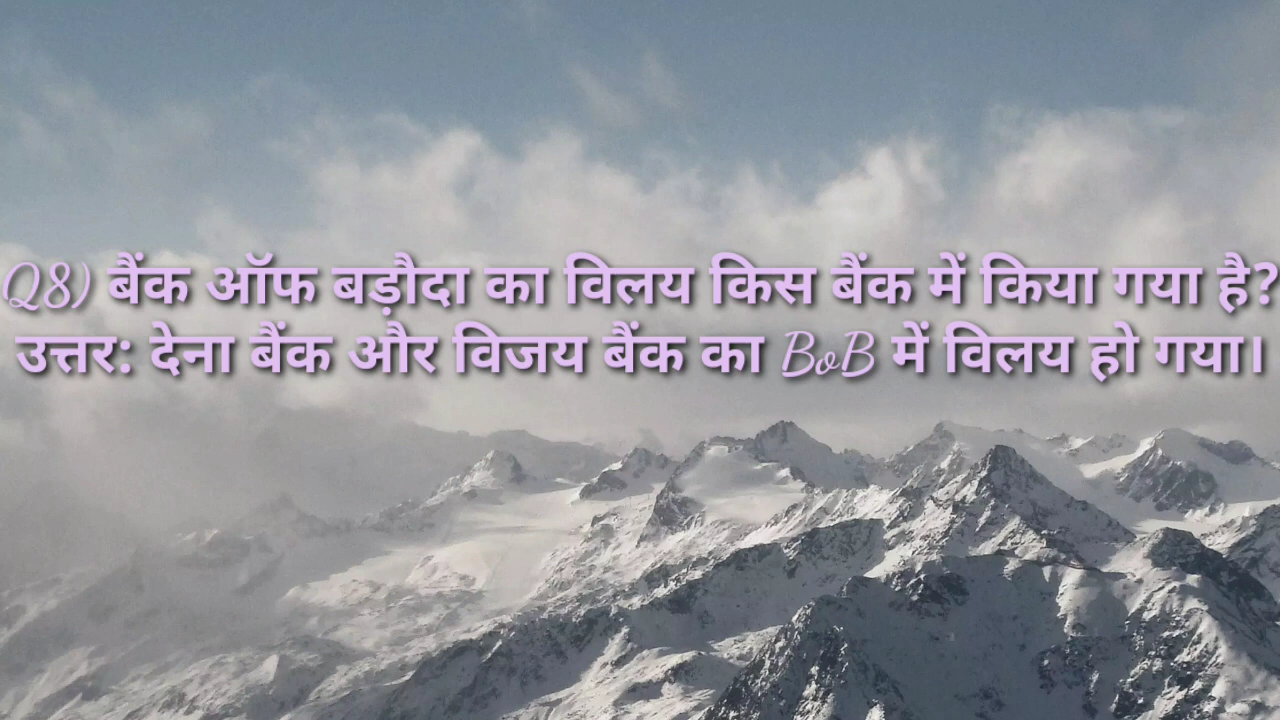 Q8) बैंक ऑफ बड़ौदा का विलय किस बैंक में किया गया है?
उत्तर: देना बैंक और विजय बैंक का BoB में विलय हो गया।